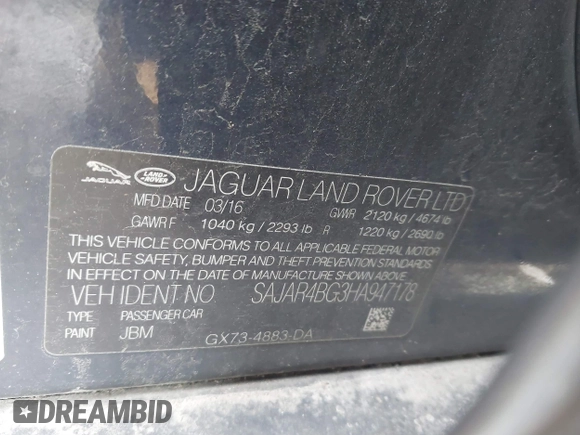 JAGUAR
LAND ROVER
JAGUAR LAND ROVER LTD
MFD.DATE 03/16 GVWR 2120 kg / 4674 lb
GAWR F 1040 kg / 2293 lb R 1220 kg / 2690 lb
THIS VEHICLE CONFORMS TO ALL APPLICABLE FEDERAL MOTOR
VEHICLE SAFETY, BUMPER AND THEFT PREVENTION STANDARDS
IN EFFECT ON THE DATE OF MANUFACTURE SHOWN ABOVE.
VEH IDENT NO. SAJAR4BG3HA947178
TYPE PASSENGER CAR
PAINT JBM GX73-4883-DA
DREAMBID